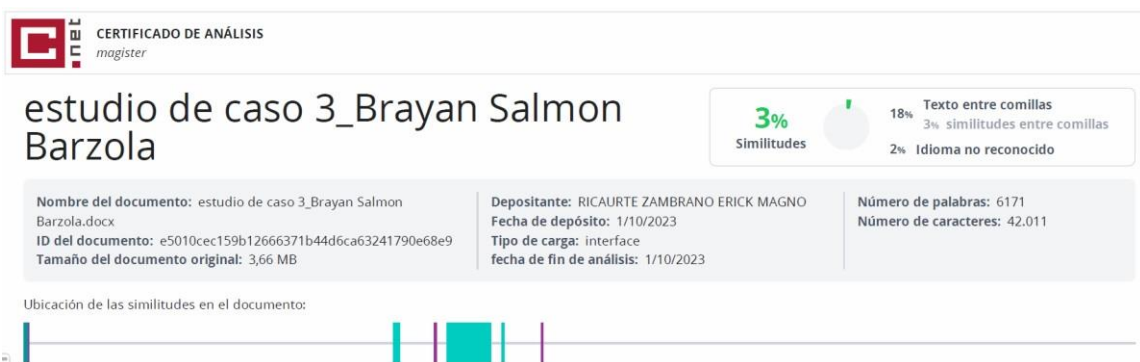 C.net
CERTIFICADO DE ANÁLISIS
magister
estudio de caso 3_Brayan Salmon
Barzola
3%
Similitudes
18% Texto entre comillas
3% similitudes entre comillas
2% Idioma no reconocido
Nombre del documento: estudio de caso 3_Brayan Salmon
Barzola.docx
ID del documento: e5010cec159b12666371b44d6ca63241790e68e9
Tamaño del documento original: 3,66 MB
Depositante: RICAURTE ZAMBRANO ERICK MAGNO
Fecha de depósito: 1/10/2023
Tipo de carga: interface
fecha de fin de análisis: 1/10/2023
Número de palabras: 6171
Número de caracteres: 42.011
Ubicación de las similitudes en el documento: